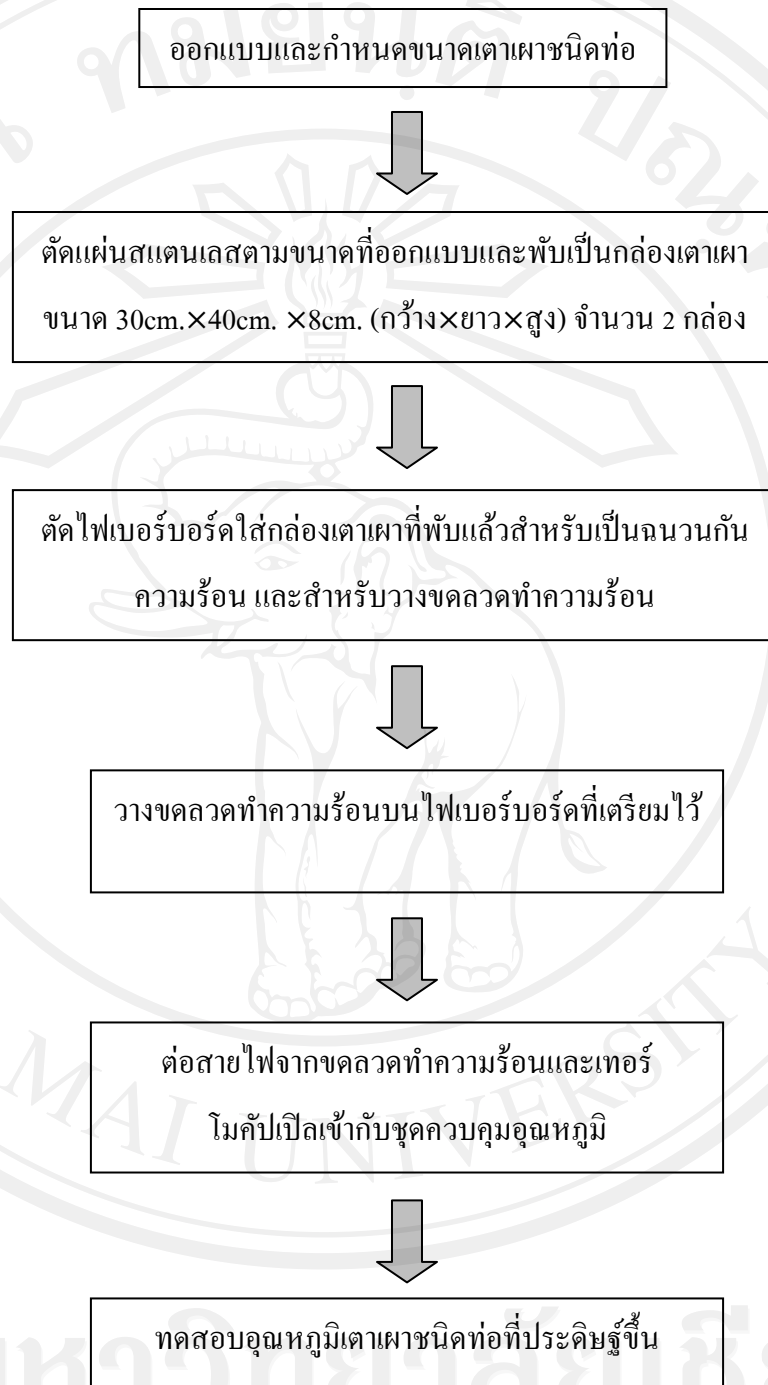 ออกแบบและกำหนดขนาดเตาเผาชนิดท่อ
ตัดแผ่นสแตนเลสตามขนาดที่ออกแบบและพับเป็นกล่องเตาเผา
ขนาด 30cm.×40cm. ×8cm. (กว้าง×ยาว×สูง) จำนวน 2 กล่อง
ตัดไฟเบอร์บอร์ดใส่กล่องเตาเผาที่พับแล้วสำหรับเป็นฉนวนกัน
ความร้อน และสำหรับวางขดลวดทำความร้อน
วางขดลวดทำความร้อนบนไฟเบอร์บอร์ดที่เตรียมไว้
ต่อสายไฟจากขดลวดทำความร้อนและเทอร์
โมคัปเปิลเข้ากับชุดควบคุมอุณหภูมิ
MAI UNIVERSITY
ทดสอบอุณหภูมิเตาเผาชนิดท่อที่ประดิษฐ์ขึ้น